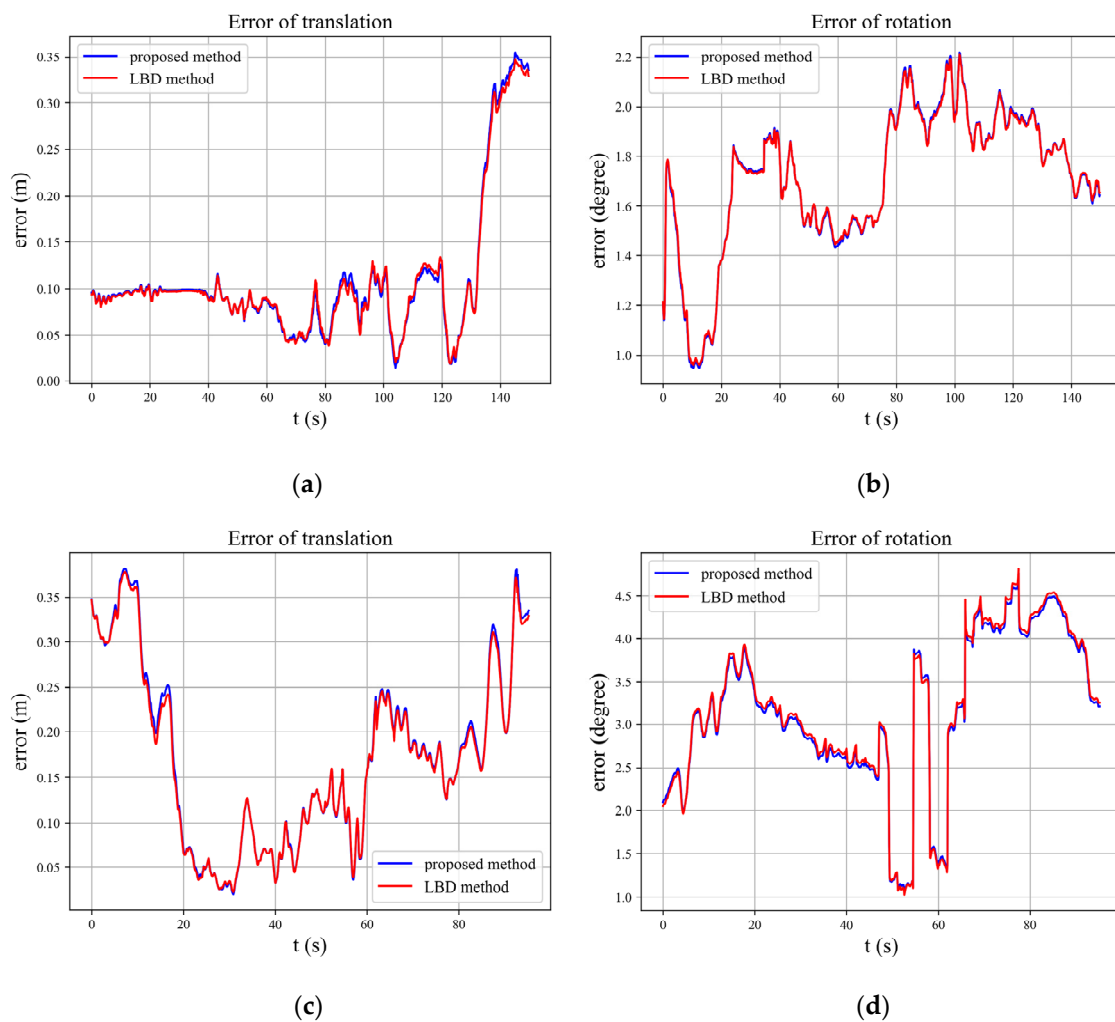 Error of translation
proposed method
LBD method
0.35
0.30
0.25
0.20
0.15
0.10
0.05
0.00
error (m)
0 20 40 60 80 100 120 140
t (s)
(a)
Error of rotation
proposed method
LBD method
2.2
2.0
1.8
1.6
1.4
1.2
1.0
error (degree)
0 20 40 60 80 100 120 140
t (s)
(b)
Error of translation
0.35
0.30
0.25
0.20
0.15
0.10
0.05
error (m)
proposed method
LBD method
0 20 40 60 80
t (s)
(c)
Error of rotation
proposed method
LBD method
4.5
4.0
3.5
3.0
2.5
2.0
1.5
1.0
error (degree)
0 20 40 60 80
t (s)
(d)